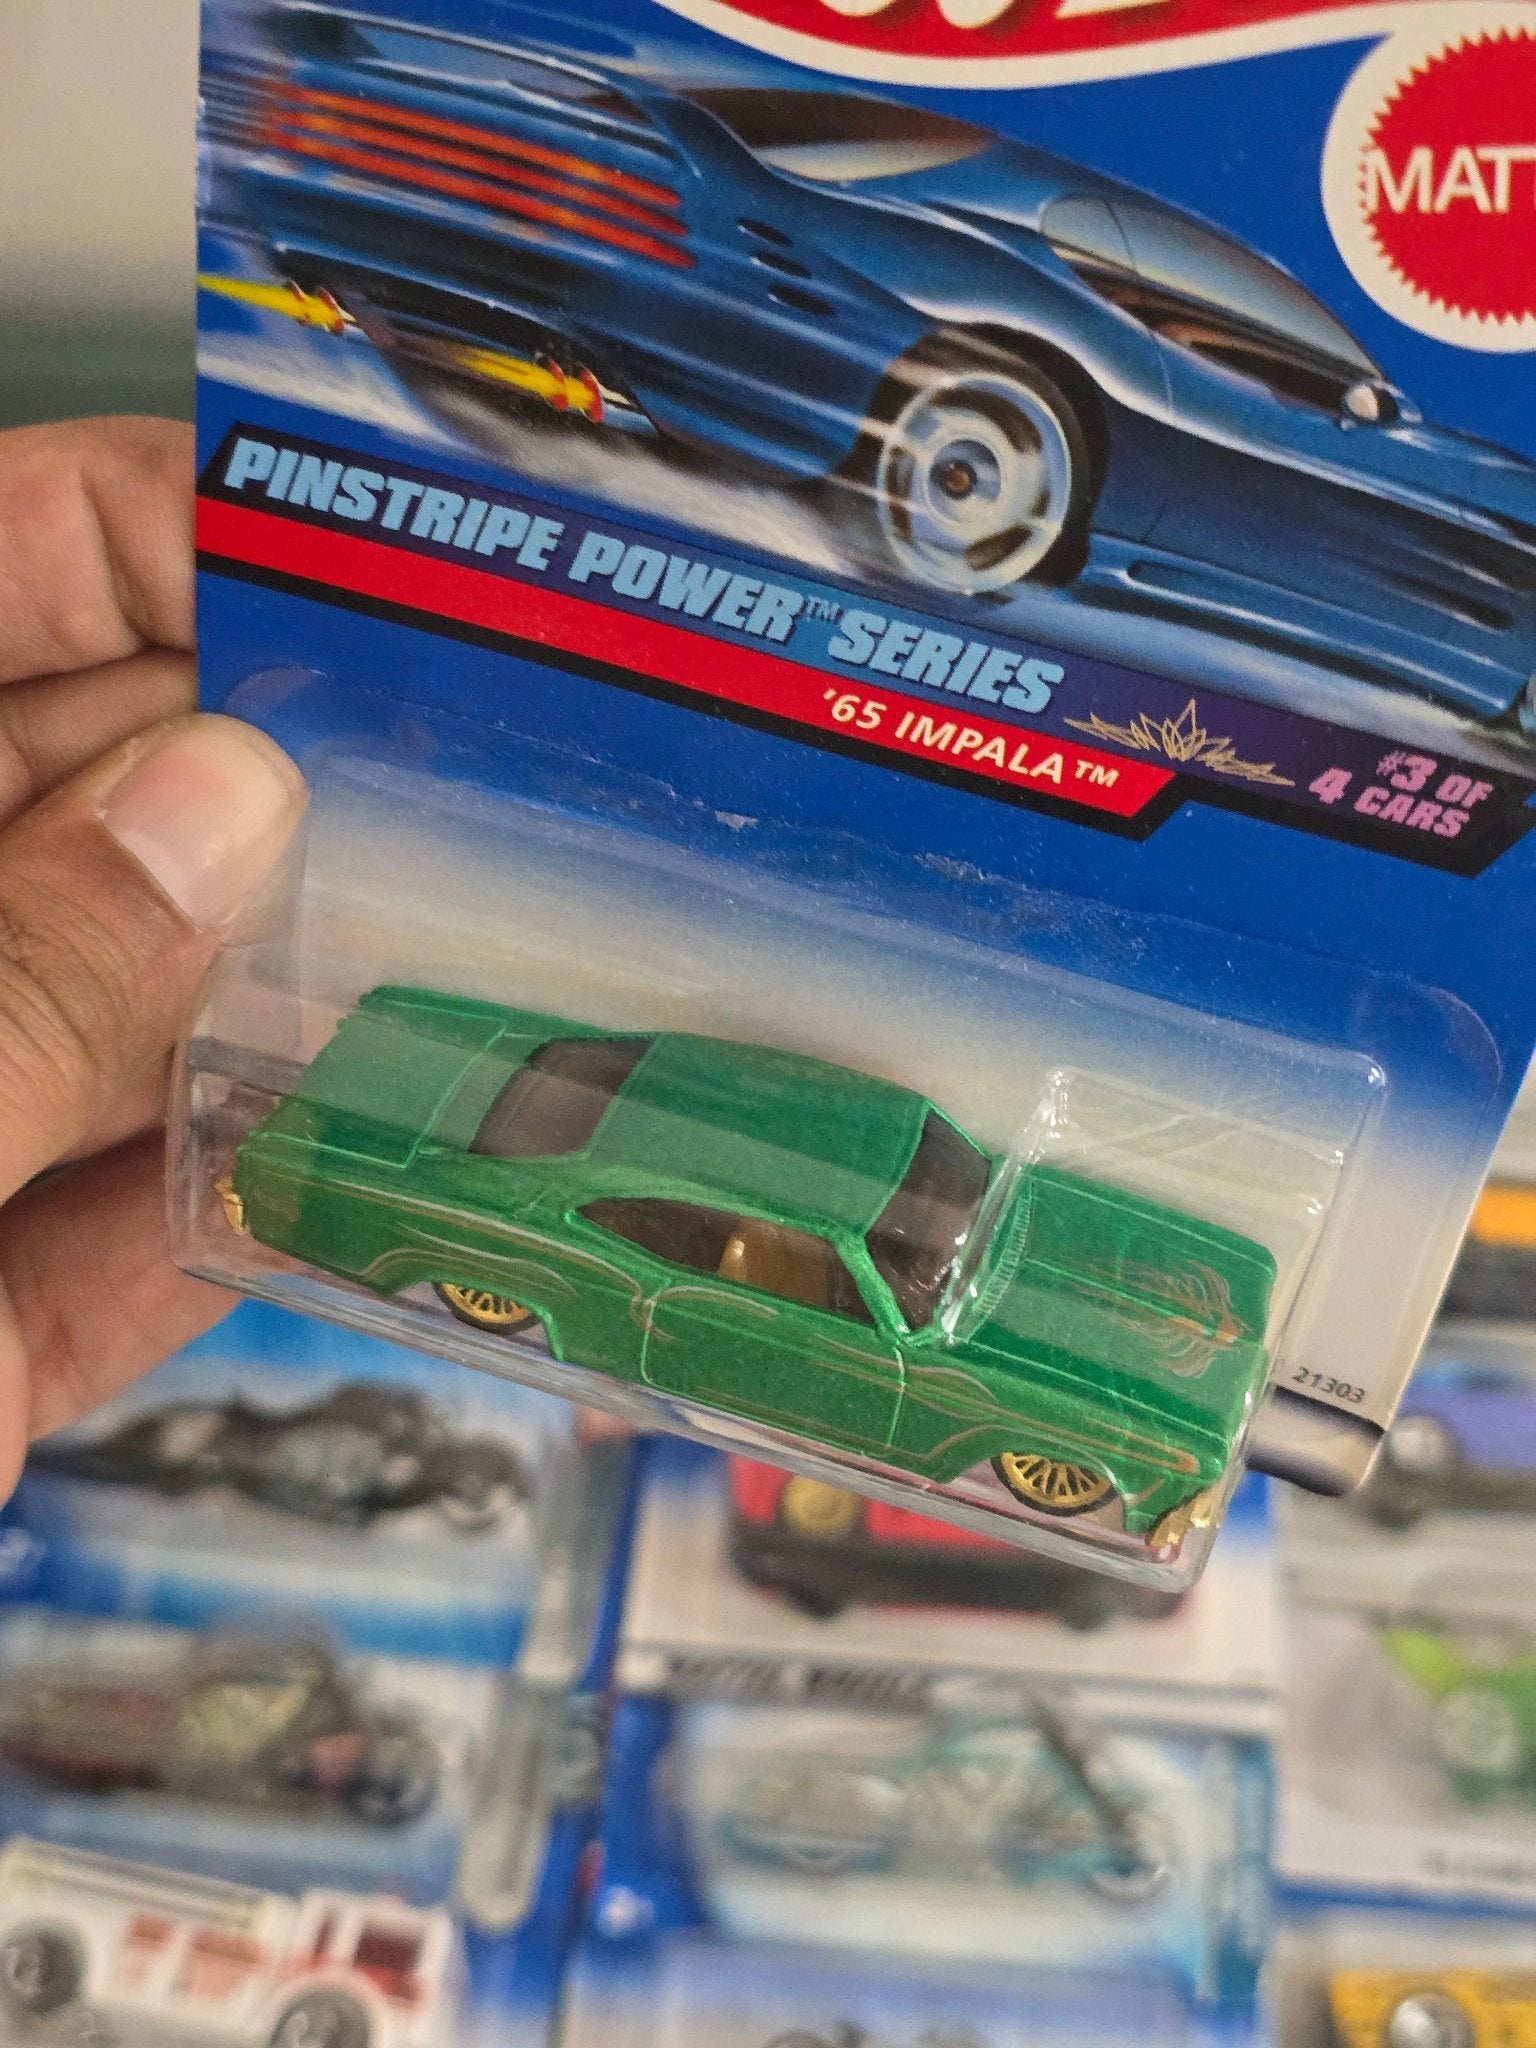 MATT
PINSTRIPE POWER™ SERIES
'65 IMPALA™
#3 OF
4 CARS
21303